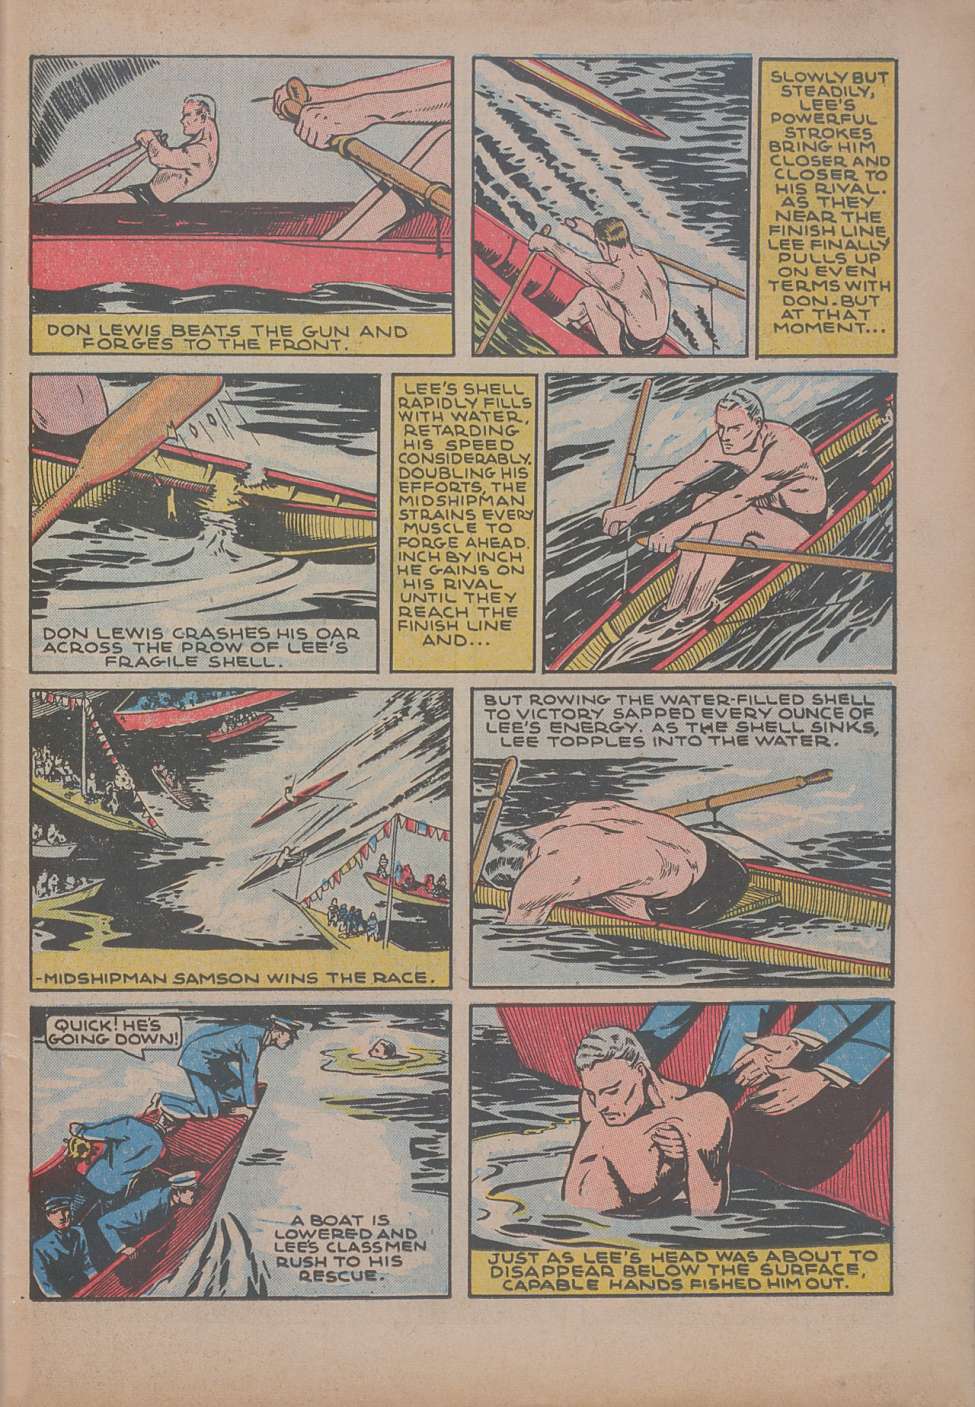 DON LEWIS BEATS THE GUN AND
FORGES TO THE FRONT.
SLOWLY BUT
STEADILY,
LEE'S
POWERFUL
STROKES
BRING HIM
CLOSER AND
CLOSER TO
HIS RIVAL.
AS THEY
NEAR THE
FINISH LINE,
LEE FINALLY
PULLS UP
ON EVEN
TERMS WITH
DON. BUT
AT THAT
MOMENT...
DON LEWIS CRASHES HIS OAR
ACROSS THE PROW OF LEE'S
FRAGILE SHELL.
LEE'S SHELL
RAPIDLY FILLS
WITH WATER,
RETARDING
HIS SPEED
CONSIDERABLY.
DOUBLING HIS
EFFORTS, THE
MIDSHIPMAN
STRAINS EVERY
MUSCLE TO
FORGE AHEAD.
INCH BY INCH
HE GAINS ON
HIS RIVAL
UNTIL THEY
REACH THE
FINISH LINE
AND...
-MIDSHIPMAN SAMSON WINS THE RACE.
BUT ROWING THE WATER-FILLED SHELL
TO VICTORY SAPPED EVERY OUNCE OF
LEE'S ENERGY. AS THE SHELL SINKS,
LEE TOPPLES INTO THE WATER.
QUICK! HE'S
GOING DOWN!
A BOAT IS
LOWERED AND
LEE'S CLASSMEN
RUSH TO HIS
RESCUE.
JUST AS LEE'S HEAD WAS ABOUT TO
DISAPPEAR BELOW THE SURFACE,
CAPABLE HANDS FISHED HIM OUT.